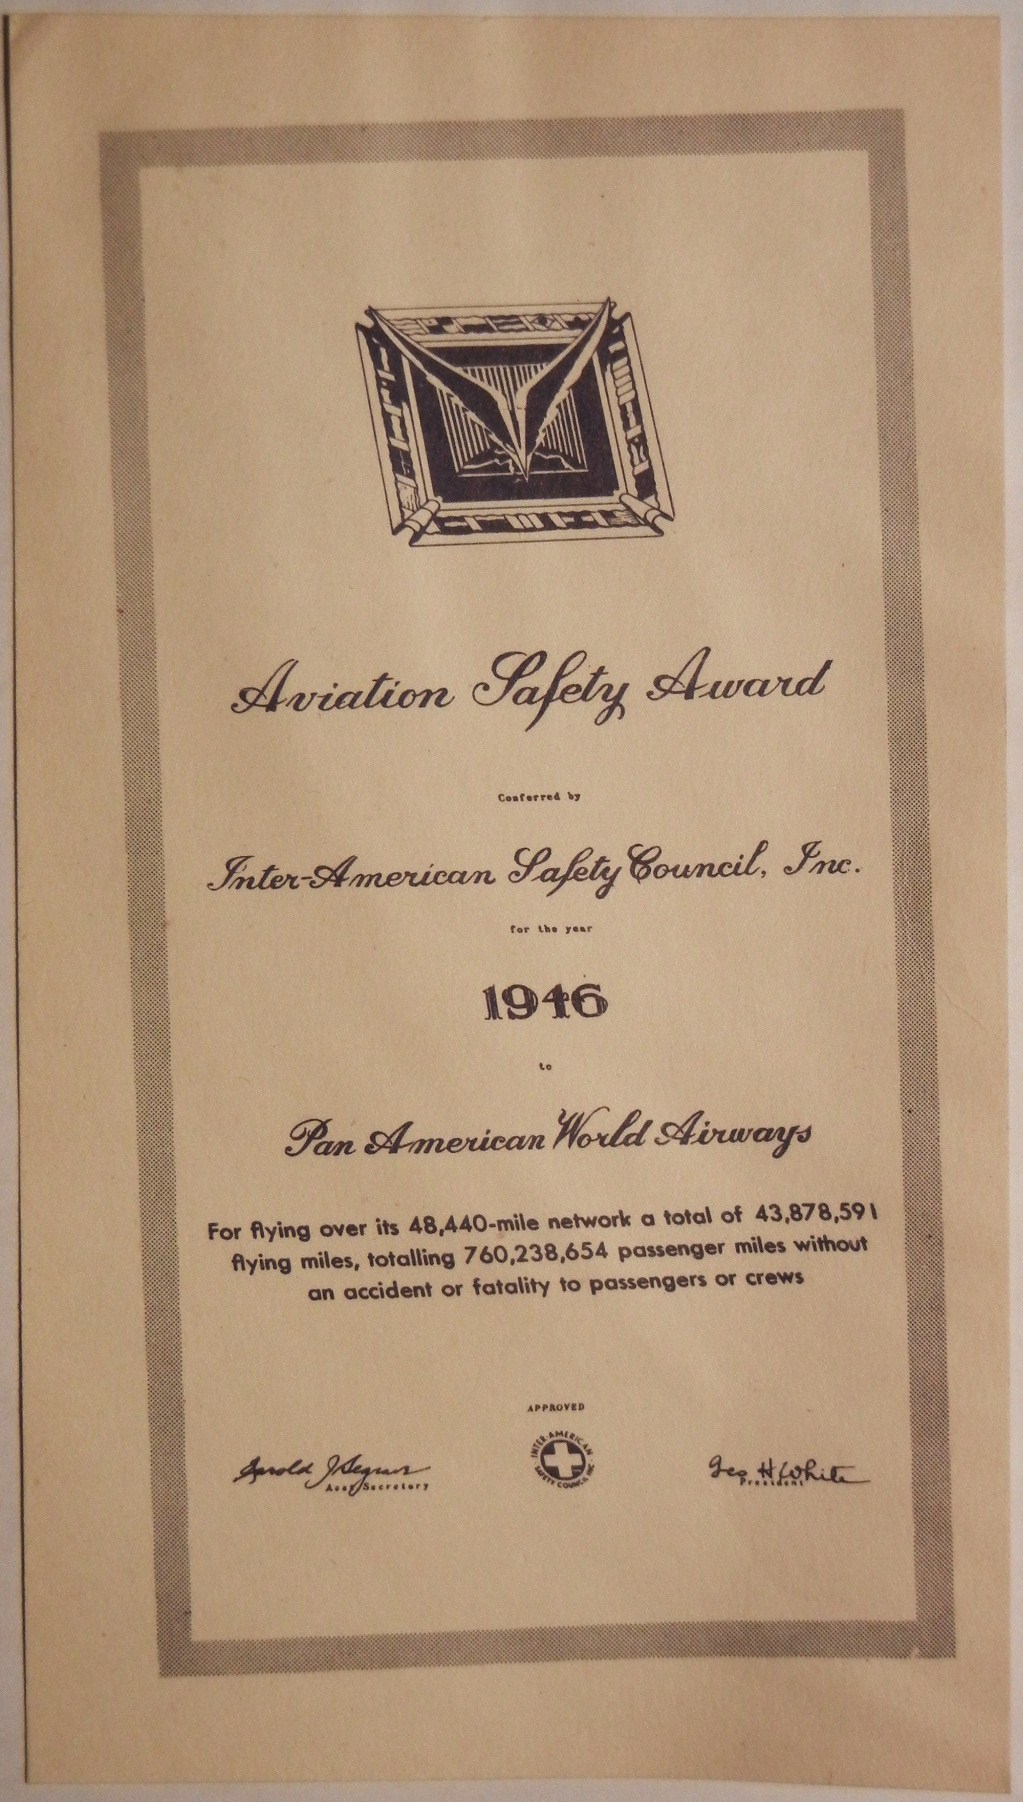 Aviation Safety Award
Conferred by
Inter-American Safety Council, Inc.
for the year
1946
to
Pan American World Airways
For flying over its 48,440-mile network a total of 43,878,591
flying miles, totalling 760,238,654 passenger miles without
an accident or fatality to passengers or crews
APPROVED
INTER-AMERICAN
SAFETY COUNCIL INC
Harold J
Asst Secretary
Geo H White
President